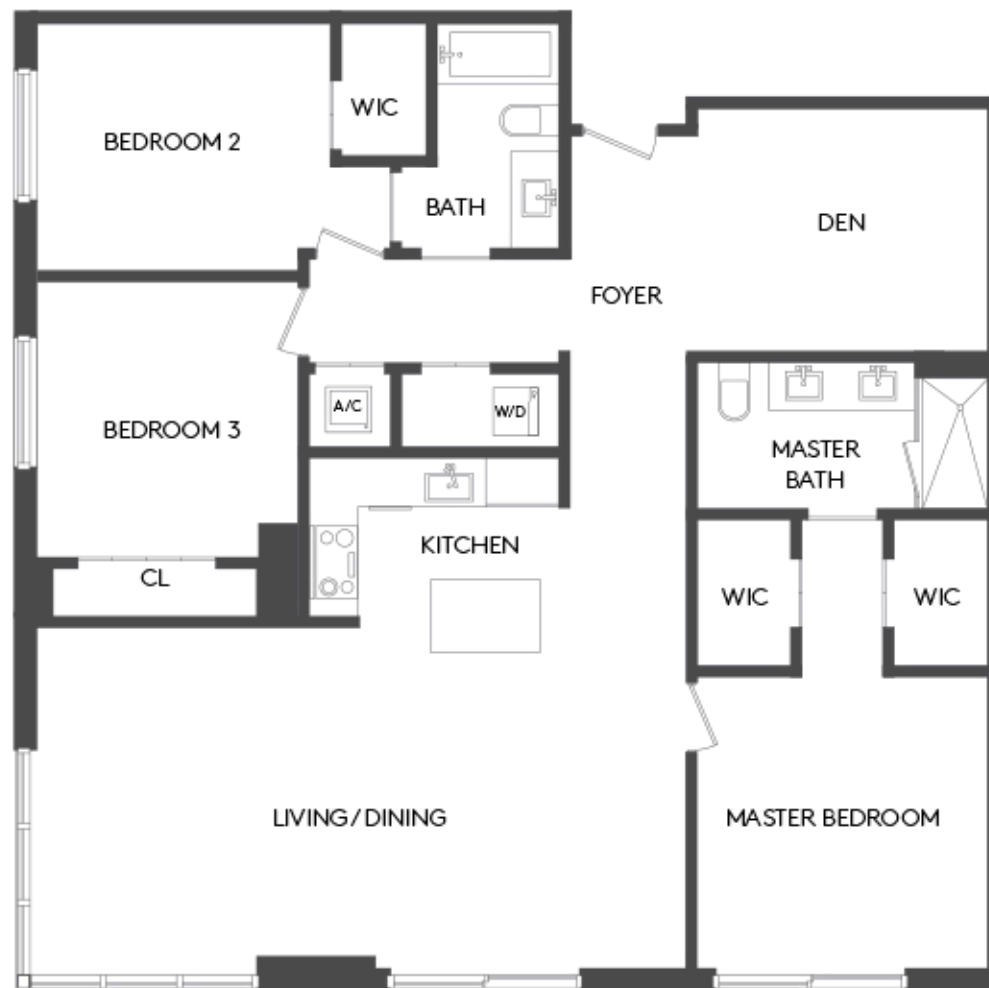 WIC
BEDROOM 2
BATH
DEN
FOYER
A/C
W/D
BEDROOM 3
MASTER
BATH
KITCHEN
CL
WIC
WIC
LIVING/DINING
MASTER BEDROOM